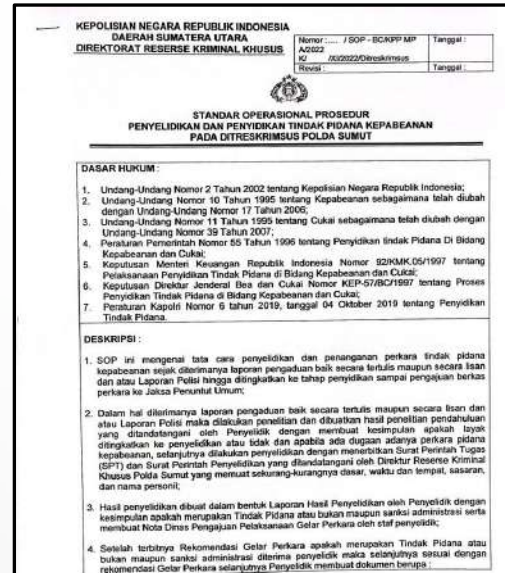 KEPOLISIAN NEGARA REPUBLIK INDONESIA
DAERAH SUMATERA UTARA
DIREKTORAT RESERSE KRIMINAL KHUSUS
Nomor : .... / SOP - BC/KPP MP A/2022
K/ /XI/2022/Ditreskrimsus
Tanggal :
Revisi :
Tanggal :
STANDAR OPERASIONAL PROSEDUR
PENYELIDIKAN DAN PENYIDIKAN TINDAK PIDANA KEPABEANAN
PADA DITRESKRIMSUS POLDA SUMUT
DASAR HUKUM :
1. Undang-Undang Nomor 2 Tahun 2002 tentang Kepolisian Negara Republik Indonesia;
2. Undang-Undang Nomor 10 Tahun 1995 tentang Kepabeanan sebagaimana telah diubah
dengan Undang-Undang Nomor 17 Tahun 2006;
3. Undang-Undang Nomor 11 Tahun 1995 tentang Cukai sebagaimana telah diubah dengan
Undang-Undang Nomor 39 Tahun 2007;
4. Peraturan Pemerintah Nomor 55 Tahun 1996 tentang Penyidikan tindak Pidana Di Bidang
Kepabeanan dan Cukai;
5. Keputusan Menteri Keuangan Republik Indonesia Nomor 92/KMK.05/1997 tentang
Pelaksanaan Penyidikan Tindak Pidana di Bidang Kepabeanan dan Cukai;
6. Keputusan Direktur Jenderal Bea dan Cukai Nomor KEP-57/BC/1997 tentang Proses
Penyidikan Tindak Pidana di Bidang Kepabeanan dan Cukai;
7. Peraturan Kapolri Nomor 6 tahun 2019, tanggal 04 Oktober 2019 tentang Penyidikan
Tindak Pidana.
DESKRIPSI :
1. SOP ini mengenai tata cara penyelidikan dan penanganan perkara tindak pidana
kepabeanan sejak diterimanya laporan pengaduan baik secara tertulis maupun secara lisan
dan atau Laporan Polisi hingga ditingkatkan ke tahap penyidikan sampai pengajuan berkas
perkara ke Jaksa Penuntut Umum;
2. Dalam hal diterimanya laporan pengaduan baik secara tertulis maupun secara lisan dan
atau Laporan Polisi maka dilakukan penelitian dan dibuatkan hasil penelitian pendahuluan
yang ditandatangani oleh Penyelidik dengan membuat kesimpulan apakah layak
ditingkatkan ke penyelidikan atau tidak dan apabila ada dugaan adanya perkara pidana
kepabeanan, selanjutnya dilakukan penyelidikan dengan menerbitkan Surat Perintah Tugas
(SPT) dan Surat Perintah Penyelidikan yang ditandatangani oleh Direktur Reserse Kriminal
Khusus Polda Sumut yang memuat sekurang-kurangnya dasar, waktu dan tempat, sasaran,
dan nama personil;
3. Hasil penyelidikan dibuat dalam bentuk Laporan Hasil Penyelidikan oleh Penyelidik dengan
kesimpulan apakah merupakan Tindak Pidana atau bukan maupun sanksi administrasi serta
membuat Nota Dinas Pengajuan Pelaksanaan Gelar Perkara oleh staf penyelidik;
4. Setelah terbitnya Rekomendasi Gelar Perkara apakah merupakan Tindak Pidana atau
bukan maupun sanksi administrasi diterima penyelidik maka selanjutnya sesuai dengan
rekomendasi Gelar Perkara selanjutnya Penyelidik membuat dokumen berupa :